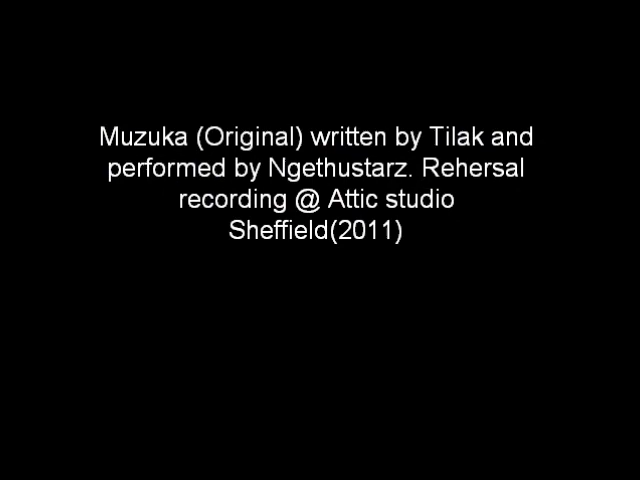 Muzuka (Original) written by Tilak and
performed by Ngethustarz. Rehersal
recording @ Attic studio
Sheffield(2011)